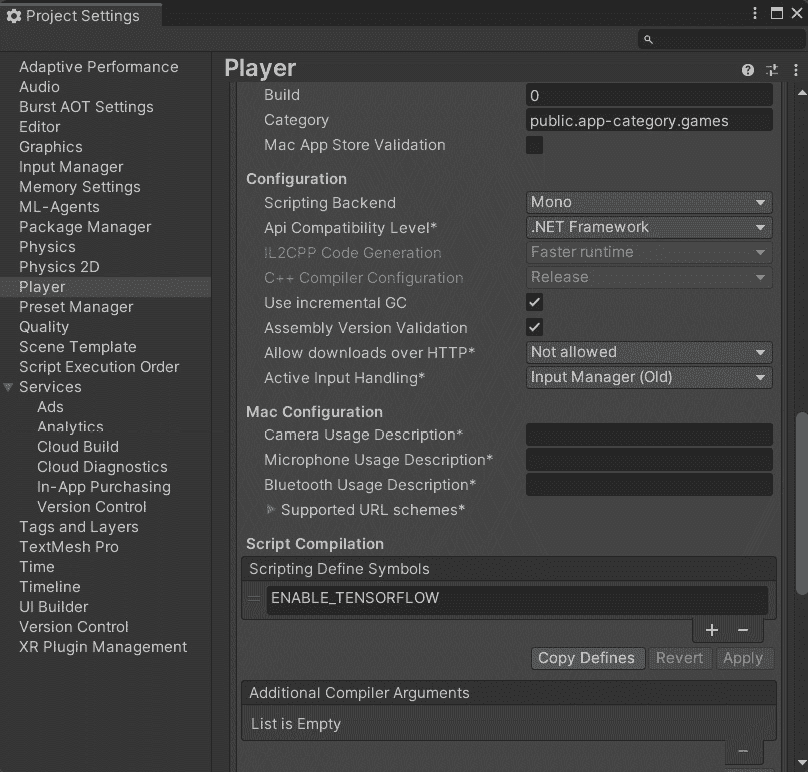 Project Settings
Adaptive Performance
Audio
Burst AOT Settings
Editor
Graphics
Input Manager
Memory Settings
ML-Agents
Package Manager
Physics
Physics 2D
Player
Preset Manager
Quality
Scene Template
Script Execution Order
Services
Ads
Analytics
Cloud Build
Cloud Diagnostics
In-App Purchasing
Version Control
Tags and Layers
TextMesh Pro
Time
Timeline
UI Builder
Version Control
XR Plugin Management
Player
Build 0
Category public.app-category.games
Mac App Store Validation
Configuration
Scripting Backend Mono
Api Compatibility Level* .NET Framework
IL2CPP Code Generation Faster runtime
C++ Compiler Configuration Release
Use incremental GC
Assembly Version Validation
Allow downloads over HTTP* Not allowed
Active Input Handling* Input Manager (Old)
Mac Configuration
Camera Usage Description*
Microphone Usage Description*
Bluetooth Usage Description*
Supported URL schemes*
Script Compilation
Scripting Define Symbols
ENABLE_TENSORFLOW
Copy Defines Revert Apply
Additional Compiler Arguments
List is Empty